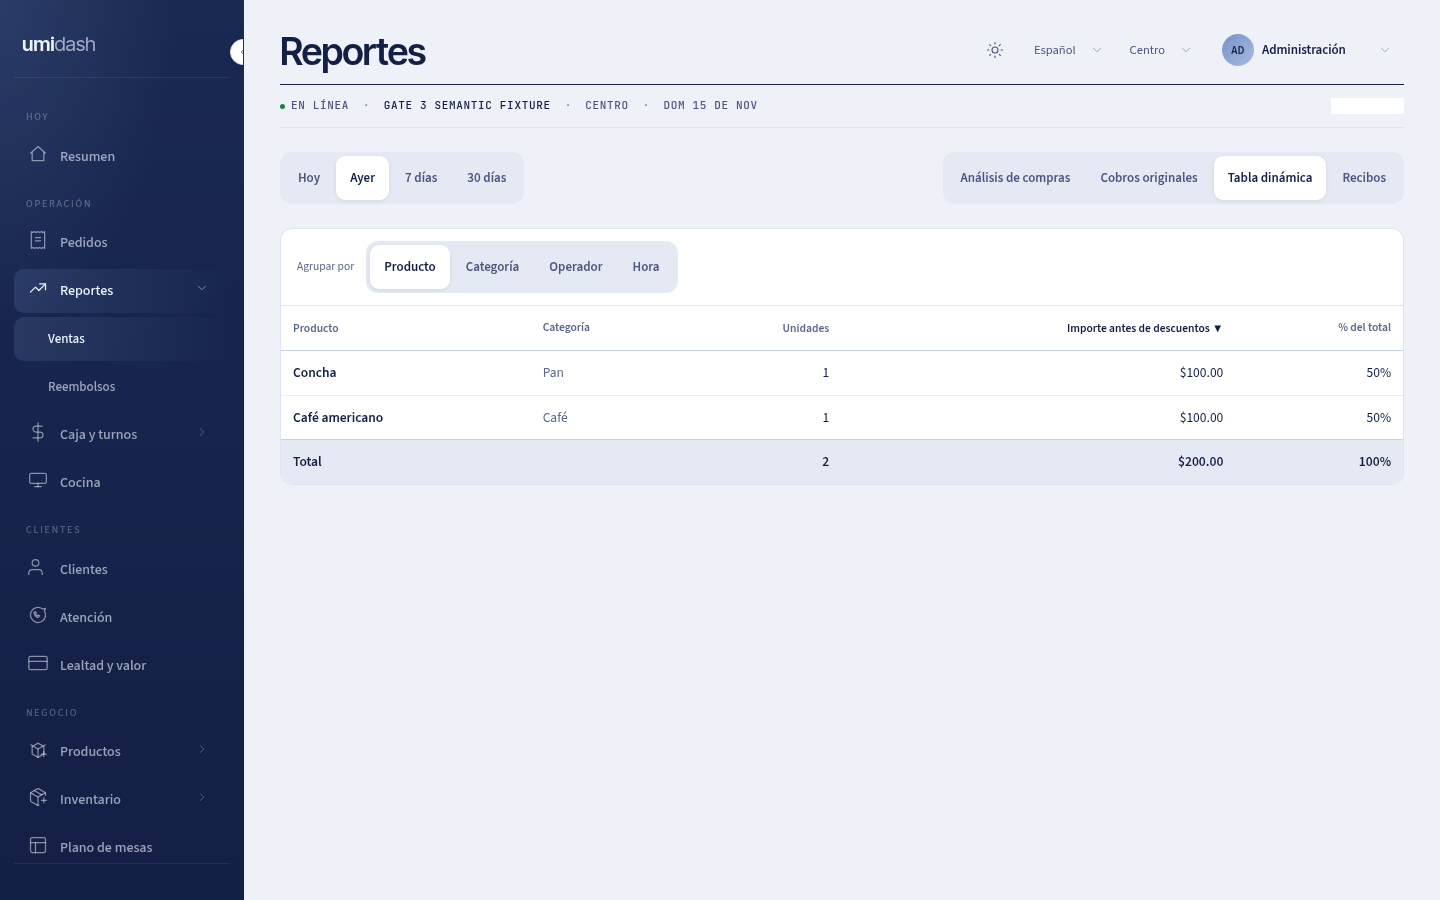 umidash
HOY
Resumen
OPERACIÓN
Pedidos
Reportes
Ventas
Reembolsos
Caja y turnos
Cocina
CLIENTES
Clientes
Atención
Lealtad y valor
NEGOCIO
Productos
Inventario
Plano de mesas
Reportes
Español
Centro
AD Administración
EN LÍNEA · GATE 3 SEMANTIC FIXTURE · CENTRO · DOM 15 DE NOV
Hoy Ayer 7 días 30 días
Análisis de compras Cobros originales Tabla dinámica Recibos
Agrupar por Producto Categoría Operador Hora
Producto Categoría Unidades Importe antes de descuentos ▼ % del total
Concha Pan 1 $100.00 50%
Café americano Café 1 $100.00 50%
Total 2 $200.00 100%